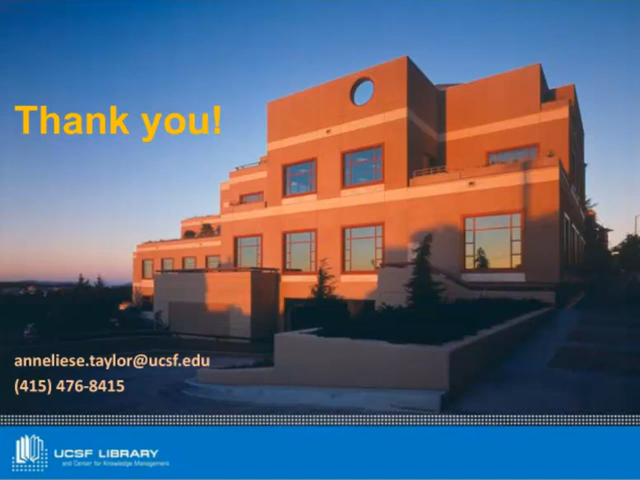 Thank you!
anneliese.taylor@ucsf.edu
(415) 476-8415
UCSF LIBRARY
and Center for Knowledge Management